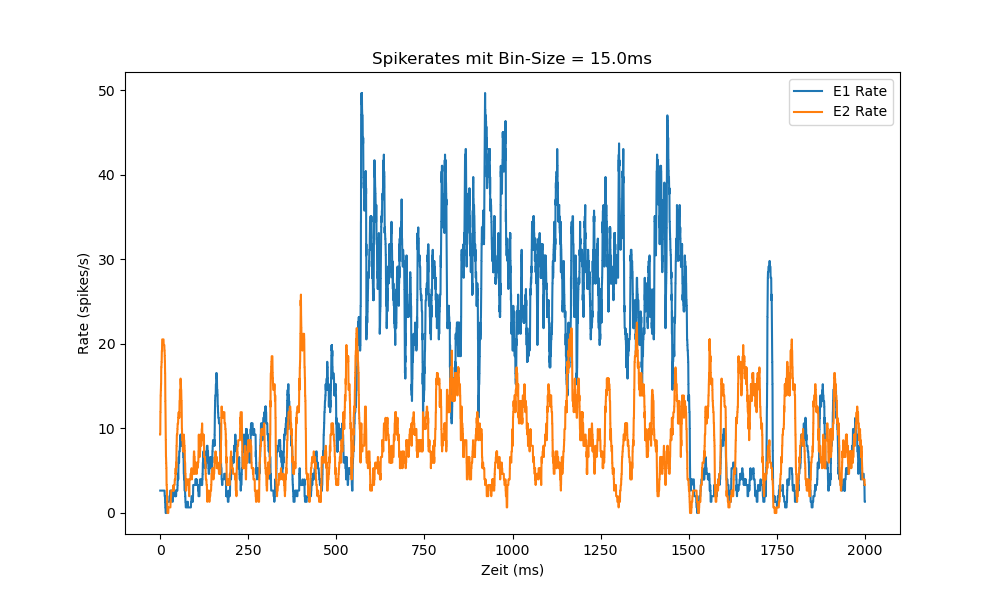 Spikerates mit Bin-Size = 15.0ms
E1 Rate
E2 Rate
Rate (spikes/s)
50
40
30
20
10
0
0 250 500 750 1000 1250 1500 1750 2000
Zeit (ms)